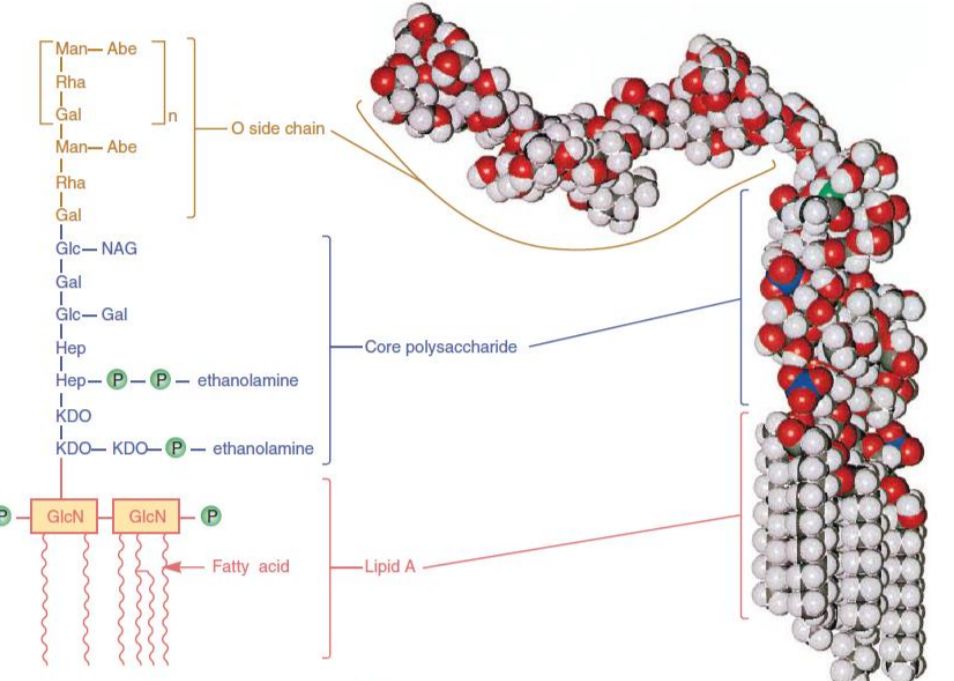 Man— Abe
Rha
Gal
n
Man— Abe
O side chain
Rha
Gal
Glc— NAG
Gal
Glc— Gal
Hep
Core polysaccharide
Hep— P — P — ethanolamine
KDO
KDO— KDO— P — ethanolamine
P GlcN GlcN P
Fatty acid
Lipid A